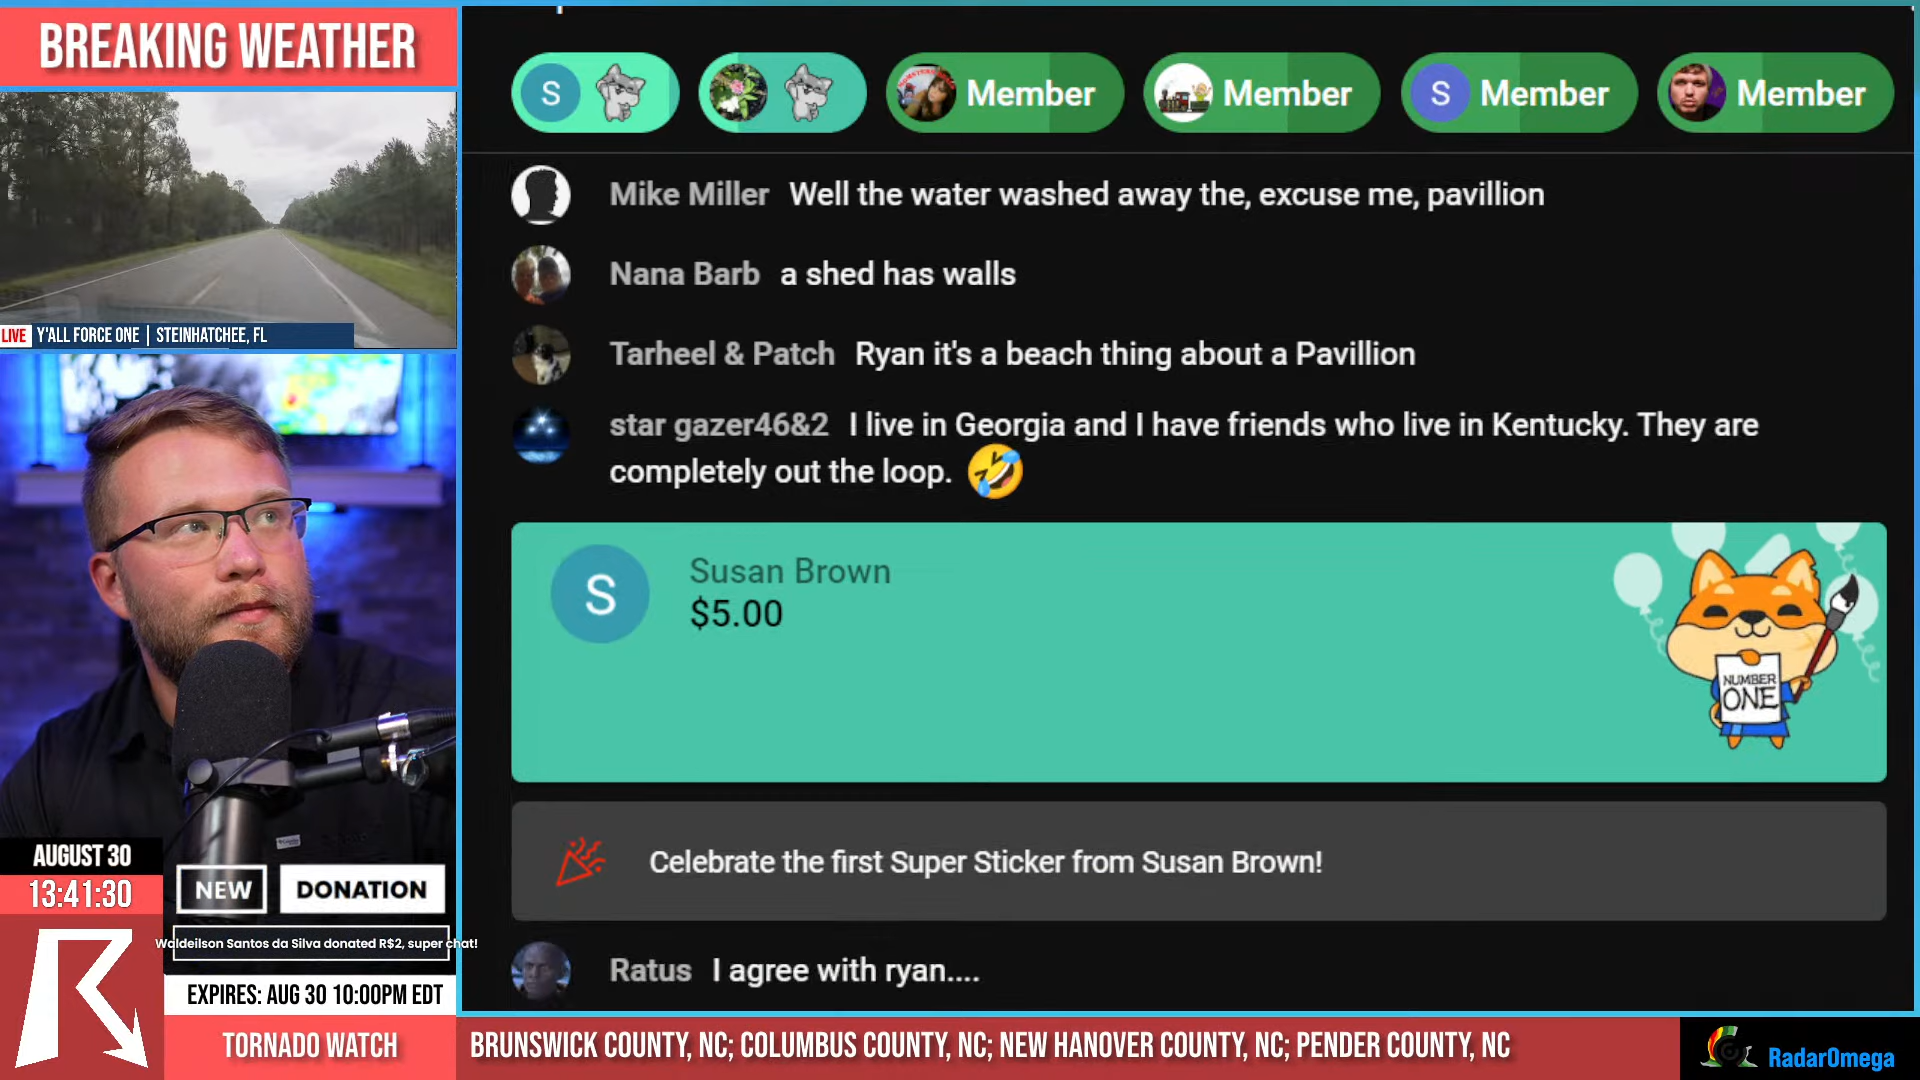 BREAKING WEATHER
LIVE Y'ALL FORCE ONE | STEINHATCHEE, FL
AUGUST 30
13:41:30
NEW DONATION
Waldeilson Santos da Silva donated R$2, super chat!
EXPIRES: AUG 30 10:00PM EDT
TORNADO WATCH
BRUNSWICK COUNTY, NC; COLUMBUS COUNTY, NC; NEW HANOVER COUNTY, NC; PENDER COUNTY, NC
RadarOmega
S
Member
Member
S Member
Member
Mike Miller Well the water washed away the, excuse me, pavillion
Nana Barb a shed has walls
Tarheel & Patch Ryan it's a beach thing about a Pavillion
star gazer46&2 I live in Georgia and I have friends who live in Kentucky. They are
completely out the loop. 🤣
S
Susan Brown
$5.00
NUMBER
ONE
Celebrate the first Super Sticker from Susan Brown!
Ratus I agree with ryan....